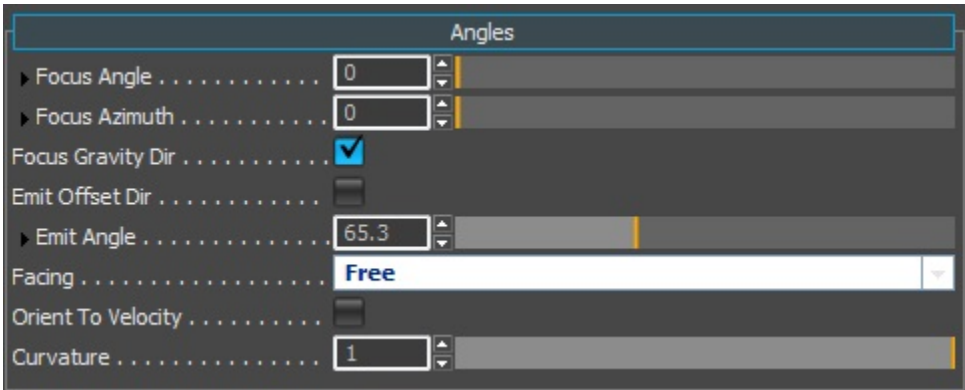 Angles
Focus Angle . . . . . . . . . . . . 0
Focus Azimuth . . . . . . . . . . . 0
Focus Gravity Dir . . . . . . . . . . .
Emit Offset Dir . . . . . . . . . . . .
Emit Angle . . . . . . . . . . . . . . 65.3
Facing . . . . . . . . . . . . . . . . . . Free
Orient To Velocity . . . . . . . . . .
Curvature . . . . . . . . . . . . . . . 1